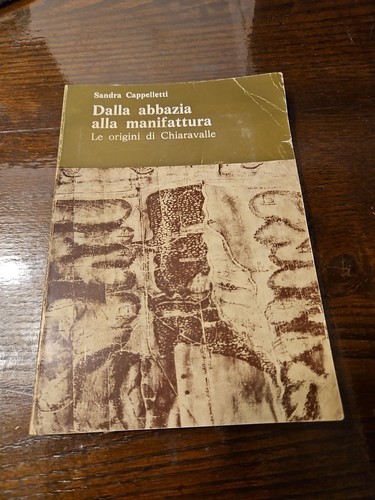 Sandra Cappelletti
Dalla abbazia
alla manifattura
Le origini di Chiaravalle